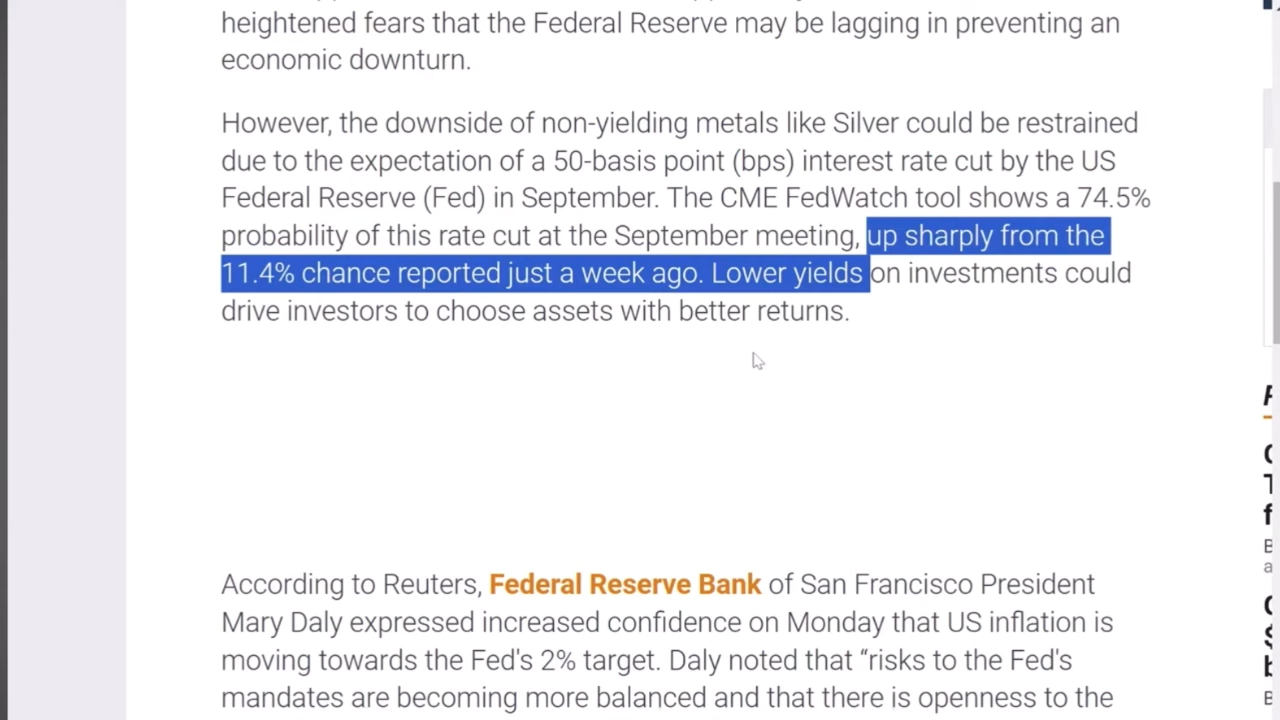 heightened fears that the Federal Reserve may be lagging in preventing an
economic downturn.
However, the downside of non-yielding metals like Silver could be restrained
due to the expectation of a 50-basis point (bps) interest rate cut by the US
Federal Reserve (Fed) in September. The CME FedWatch tool shows a 74.5%
probability of this rate cut at the September meeting, up sharply from the
11.4% chance reported just a week ago. Lower yields on investments could
drive investors to choose assets with better returns.
According to Reuters, Federal Reserve Bank of San Francisco President
Mary Daly expressed increased confidence on Monday that US inflation is
moving towards the Fed's 2% target. Daly noted that “risks to the Fed's
mandates are becoming more balanced and that there is openness to the